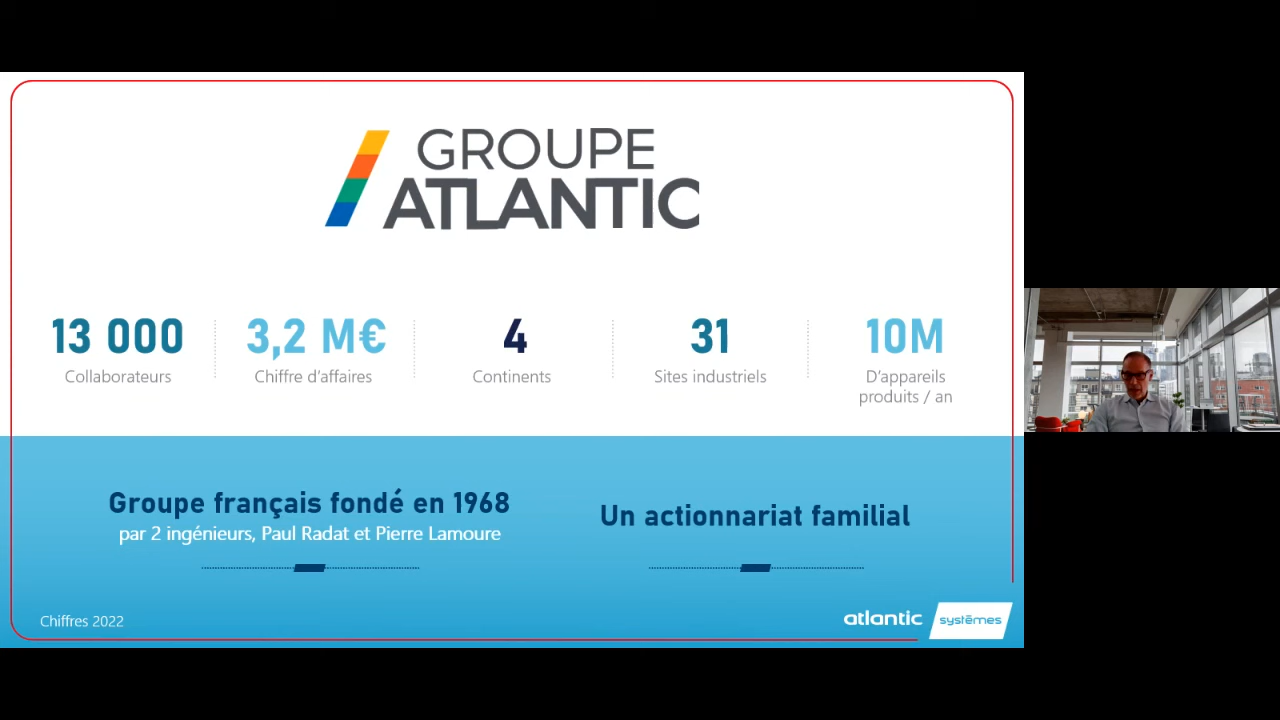 GROUPE
ATLANTIC
13 000
Collaborateurs
3,2 M€
Chiffre d'affaires
4
Continents
31
Sites industriels
10M
D'appareils
produits / an
Groupe français fondé en 1968
par 2 ingénieurs, Paul Radat et Pierre Lamoure
Un actionnariat familial
Chiffres 2022
atlantic systèmes